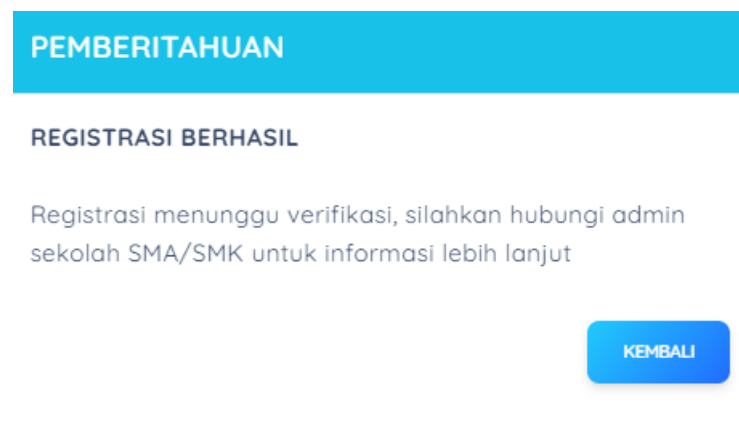 PEMBERITAHUAN
REGISTRASI BERHASIL
Registrasi menunggu verifikasi, silahkan hubungi admin
sekolah SMA/SMK untuk informasi lebih lanjut
KEMBALI